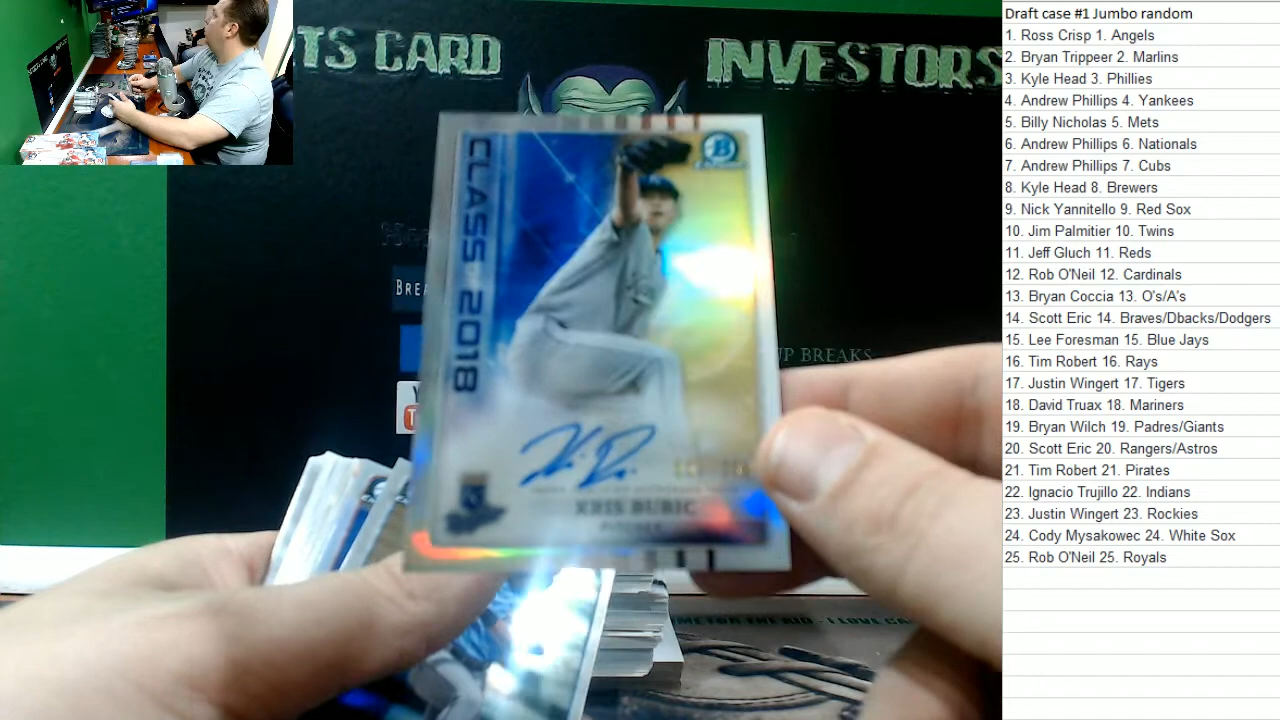 TS CARD INVESTORS
CLASS 2018
B
BREA
UP BREAKS
KRIS BUBIC
PITCHER
Draft case #1 Jumbo random
1. Ross Crisp 1. Angels
2. Bryan Trippeer 2. Marlins
3. Kyle Head 3. Phillies
4. Andrew Phillips 4. Yankees
5. Billy Nicholas 5. Mets
6. Andrew Phillips 6. Nationals
7. Andrew Phillips 7. Cubs
8. Kyle Head 8. Brewers
9. Nick Yannitello 9. Red Sox
10. Jim Palmitier 10. Twins
11. Jeff Gluch 11. Reds
12. Rob O'Neil 12. Cardinals
13. Bryan Coccia 13. O's/A's
14. Scott Eric 14. Braves/Dbacks/Dodgers
15. Lee Foresman 15. Blue Jays
16. Tim Robert 16. Rays
17. Justin Wingert 17. Tigers
18. David Truax 18. Mariners
19. Bryan Wilch 19. Padres/Giants
20. Scott Eric 20. Rangers/Astros
21. Tim Robert 21. Pirates
22. Ignacio Trujillo 22. Indians
23. Justin Wingert 23. Rockies
24. Cody Mysakowec 24. White Sox
25. Rob O'Neil 25. Royals